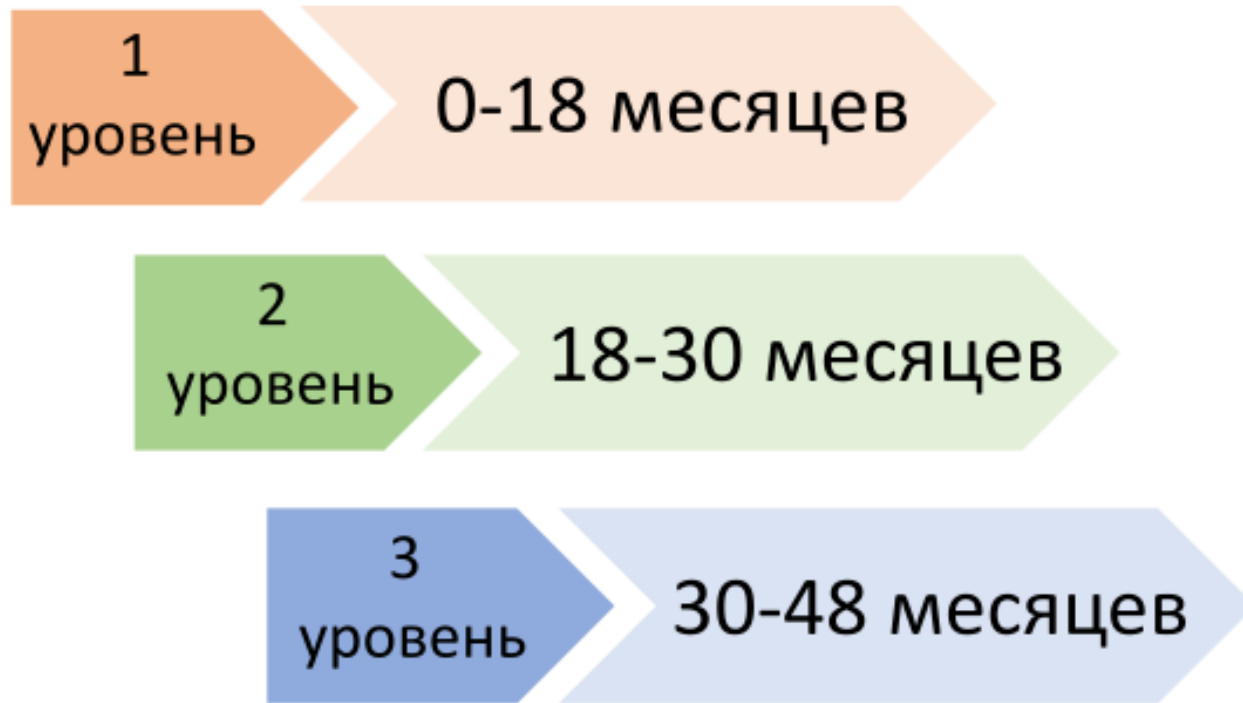 1
уровень
0-18 месяцев
2
уровень
18-30 месяцев
3
уровень
30-48 месяцев